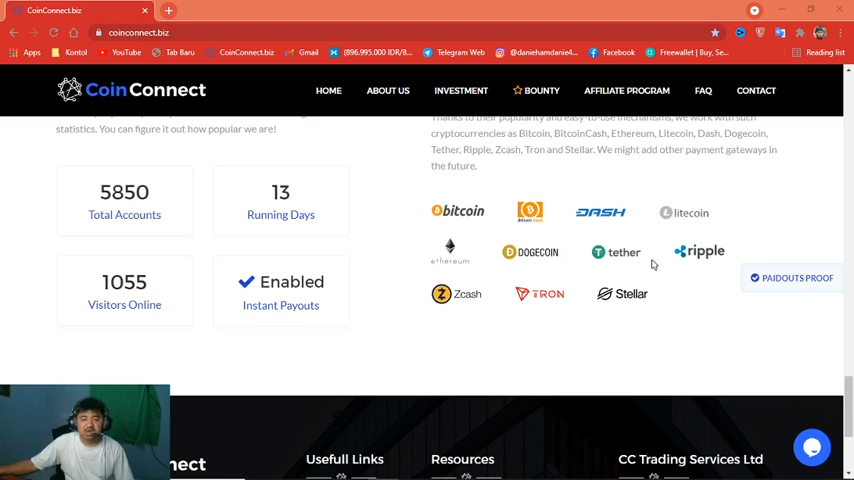 CoinConnect.biz
coinconnect.biz
Apps
Kontol
YouTube
Tab Baru
CoinConnect.biz
Gmail
(896.995.000 IDR/B...
Telegram Web
@daniehamdanie4...
Facebook
Freewallet | Buy, Se...
Reading list
CoinConnect
HOME
ABOUT US
INVESTMENT
BOUNTY
AFFILIATE PROGRAM
FAQ
CONTACT
statistics. You can figure it out how popular we are!
5850
Total Accounts
13
Running Days
1055
Visitors Online
Enabled
Instant Payouts
Thanks to their popularity and easy-to-use mechanisms, we work with such
cryptocurrencies as Bitcoin, BitcoinCash, Ethereum, Litecoin, Dash, Dogecoin,
Tether, Ripple, Zcash, Tron and Stellar. We might add other payment gateways in
the future.
bitcoin
Bitcoin Cash
DASH
litecoin
ethereum
DOGECOIN
tether
ripple
Zcash
TRON
Stellar
PAIDOUTS PROOF
nnect
Usefull Links
Resources
CC Trading Services Ltd